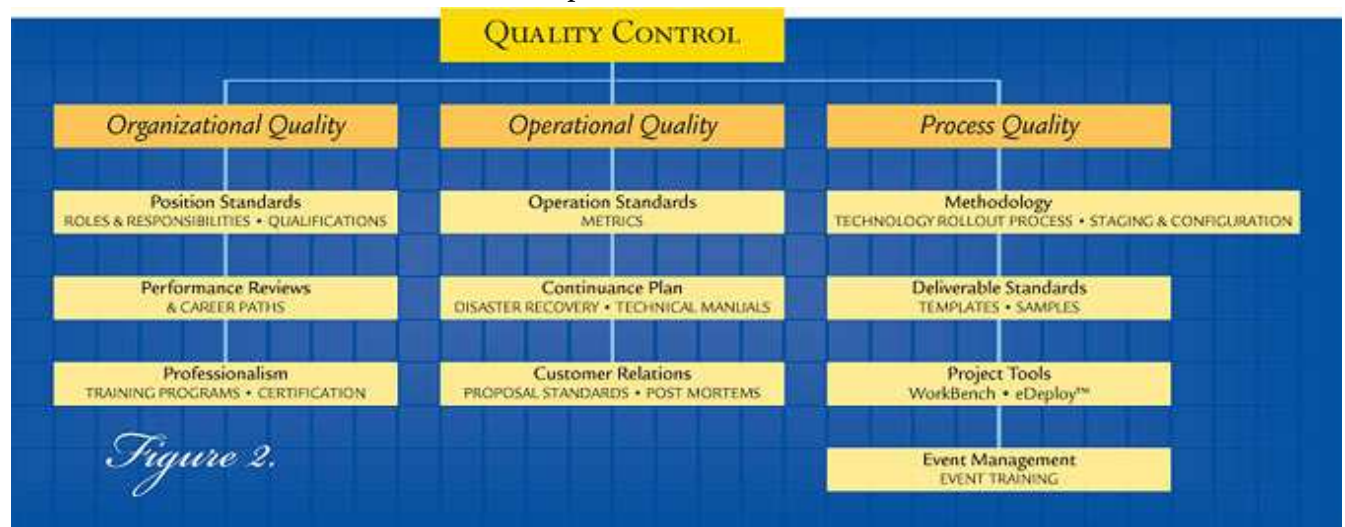 QUALITY CONTROL
Organizational Quality
Position Standards
ROLES & RESPONSIBILITIES • QUALIFICATIONS
Performance Reviews
& CAREER PATHS
Professionalism
TRAINING PROGRAMS • CERTIFICATION
Operational Quality
Operation Standards
METRICS
Continuance Plan
DISASTER RECOVERY • TECHNICAL MANUALS
Customer Relations
PROPOSAL STANDARDS • POST MORTEMS
Process Quality
Methodology
TECHNOLOGY ROLLOUT PROCESS • STAGING & CONFIGURATION
Deliverable Standards
TEMPLATES • SAMPLES
Project Tools
WorkBench • eDeploy™
Event Management
EVENT TRAINING
Figure 2.